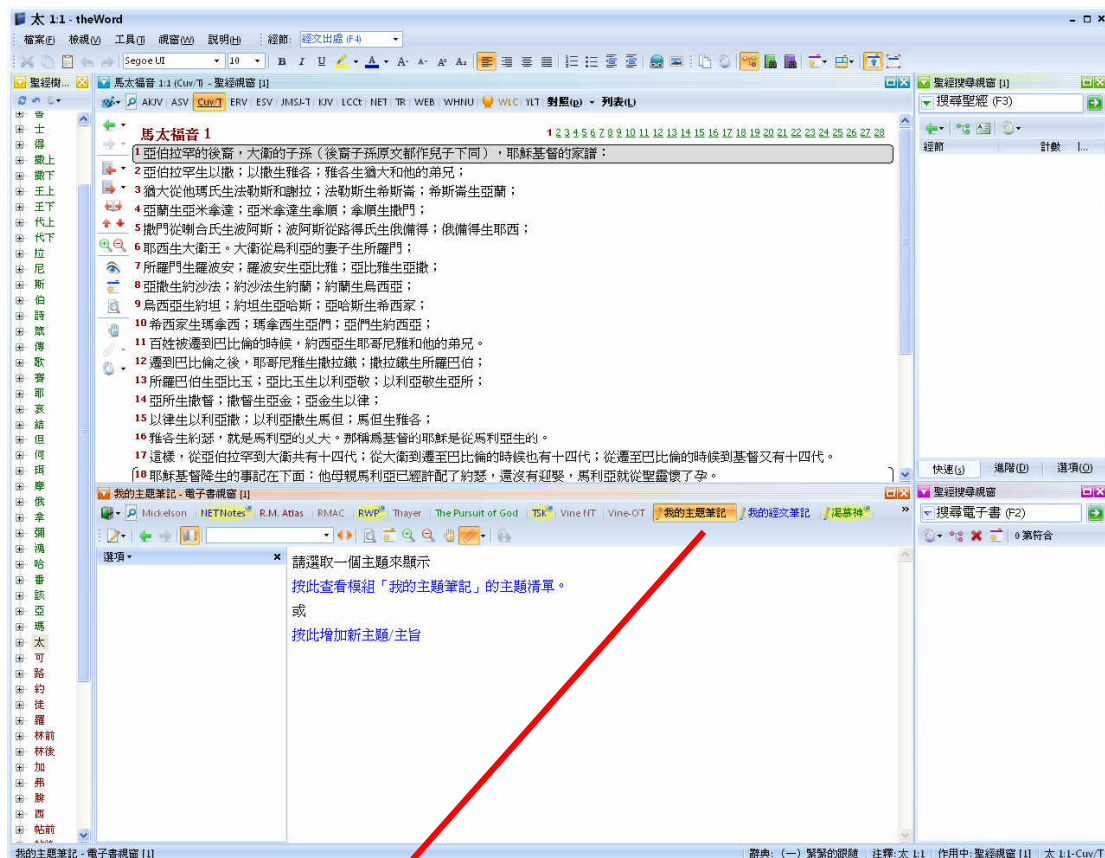 太 1:1 - theWord
檔案(F) 檢視(V) 工具(T) 視窗(W) 說明(H) 經節: 經文出處 (F4)
Segoe UI 10 B I U
聖經樹...
馬太福音 1:1 (Cuv/T) - 聖經視窗 [1]
AKJV ASV Cuv/T ERV ESV JMSJ-T KJV LCCt NET TR WEB WHNU WLC YLT 對照(p) 列表(L)
馬太福音 1
1 2 3 4 5 6 7 8 9 10 11 12 13 14 15 16 17 18 19 20 21 22 23 24 25 26 27 28
1 亞伯拉罕的後裔，大衛的子孫（後裔子孫原文都作兒子下同），耶穌基督的家譜：
2 亞伯拉罕生以撒；以撒生雅各；雅各生猶大和他的弟兄；
3 猶大從他瑪氏生法勒斯和謝拉；法勒斯生希斯崙；希斯崙生亞蘭；
4 亞蘭生亞米拿達；亞米拿達生拿順；拿順生撒門；
5 撒門從喇合氏生波阿斯；波阿斯從路得氏生俄備得；俄備得生耶西；
6 耶西生大衛王。大衛從烏利亞的妻子生所羅門；
7 所羅門生羅波安；羅波安生亞比雅；亞比雅生亞撒；
8 亞撒生約沙法；約沙法生約蘭；約蘭生烏西亞；
9 烏西亞生約坦；約坦生亞哈斯；亞哈斯生希西家；
10 希西家生瑪拿西；瑪拿西生亞們；亞們生約西亞；
11 百姓被遷到巴比倫的時候，約西亞生耶哥尼雅和他的弟兄。
12 遷到巴比倫之後，耶哥尼雅生撒拉鐵；撒拉鐵生所羅巴伯；
13 所羅巴伯生亞比玉；亞比玉生以利亞敬；以利亞敬生亞所；
14 亞所生撒督；撒督生亞金；亞金生以律；
15 以律生以利亞撒；以利亞撒生馬但；馬但生雅各；
16 雅各生約瑟，就是馬利亞的丈夫。那稱為基督的耶穌是從馬利亞生的。
17 這樣，從亞伯拉罕到大衛共有十四代；從大衛到遷至巴比倫的時候也有十四代；從遷至巴比倫的時候到基督又有十四代。
18 耶穌基督降生的事記在下面：他母親馬利亞已經許配了約瑟，還沒有迎娶，馬利亞就從聖靈懷了孕。
士
得
撒上
撒下
王上
王下
代上
代下
拉
尼
斯
伯
詩
箴
傳
歌
賽
耶
哀
結
但
何
珥
摩
俄
拿
彌
鴻
哈
番
該
亞
瑪
太
可
路
約
徒
羅
林前
林後
加
弗
腓
西
帖前
我的主題筆記 - 電子書視窗 [1]
Mickelson NETNotes R.M. Atlas RMAC RWP Thayer The Pursuit of God TSK Vine NT Vine-OT 我的主題筆記 我的經文筆記 湯慕神
選項
請選取一個主題來顯示
按此查看模組「我的主題筆記」的主題清單。
或
按此增加新主題/主旨
聖經搜尋視窗 [1]
搜尋聖經 (F3)
經節 計數 |...
快速(s) 進階(D) 選項(O)
聖經搜尋視窗
搜尋電子書 (F2)
0 第符合
我的主題筆記 - 電子書視窗 [1] 辭典: (一) 緊緊的跟隨 注釋: 太 1:1 作用中: 聖經視窗 [1] 太 1:1-Cuv/T